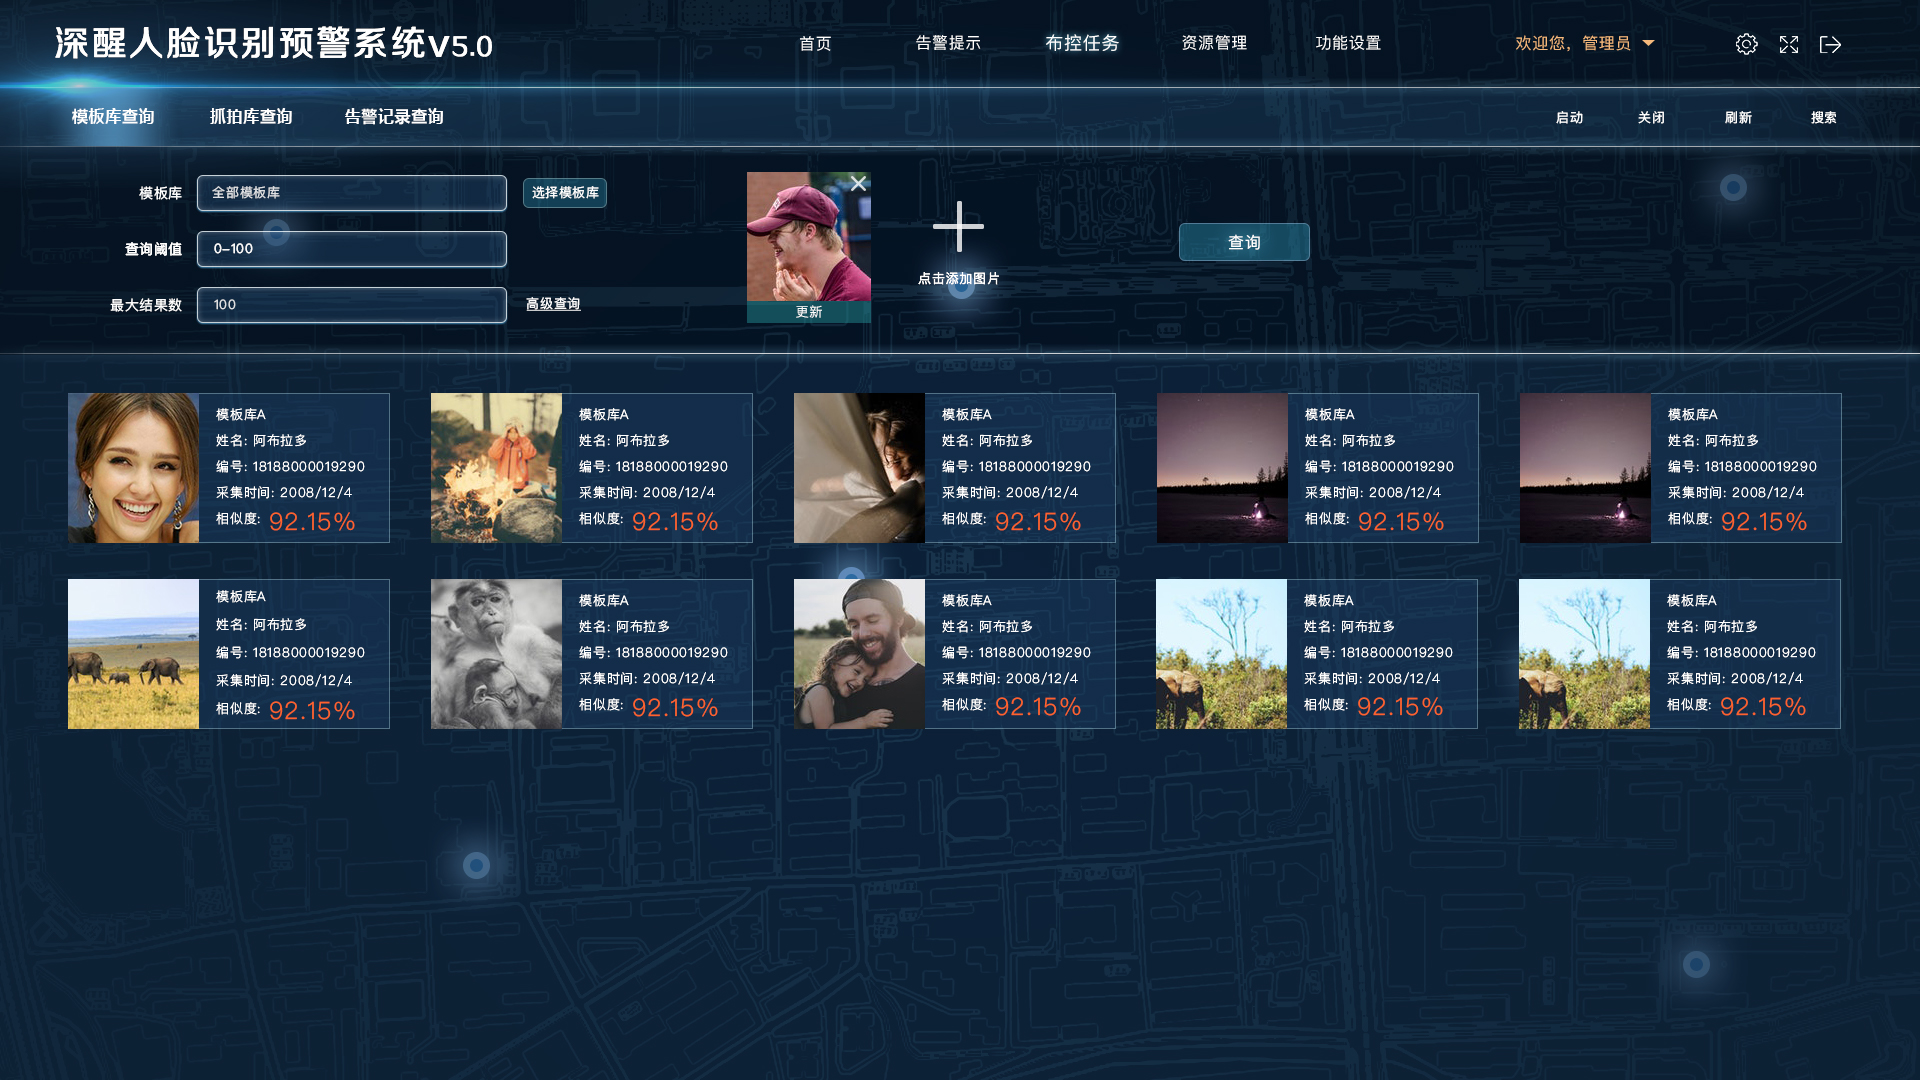 深醒人脸识别预警系统V5.0
首页 告警提示 布控任务 资源管理 功能设置 欢迎您，管理员
模板库查询 抓拍库查询 告警记录查询 启动 关闭 刷新 搜索
模板库 全部模板库 选择模板库
查询阈值 0-100
最大结果数 100 高级查询
更新
点击添加图片
查询
模板库A
姓名: 阿布拉多
编号: 18188000019290
采集时间: 2008/12/4
相似度: 92.15%
模板库A
姓名: 阿布拉多
编号: 18188000019290
采集时间: 2008/12/4
相似度: 92.15%
模板库A
姓名: 阿布拉多
编号: 18188000019290
采集时间: 2008/12/4
相似度: 92.15%
模板库A
姓名: 阿布拉多
编号: 18188000019290
采集时间: 2008/12/4
相似度: 92.15%
模板库A
姓名: 阿布拉多
编号: 18188000019290
采集时间: 2008/12/4
相似度: 92.15%
模板库A
姓名: 阿布拉多
编号: 18188000019290
采集时间: 2008/12/4
相似度: 92.15%
模板库A
姓名: 阿布拉多
编号: 18188000019290
采集时间: 2008/12/4
相似度: 92.15%
模板库A
姓名: 阿布拉多
编号: 18188000019290
采集时间: 2008/12/4
相似度: 92.15%
模板库A
姓名: 阿布拉多
编号: 18188000019290
采集时间: 2008/12/4
相似度: 92.15%
模板库A
姓名: 阿布拉多
编号: 18188000019290
采集时间: 2008/12/4
相似度: 92.15%